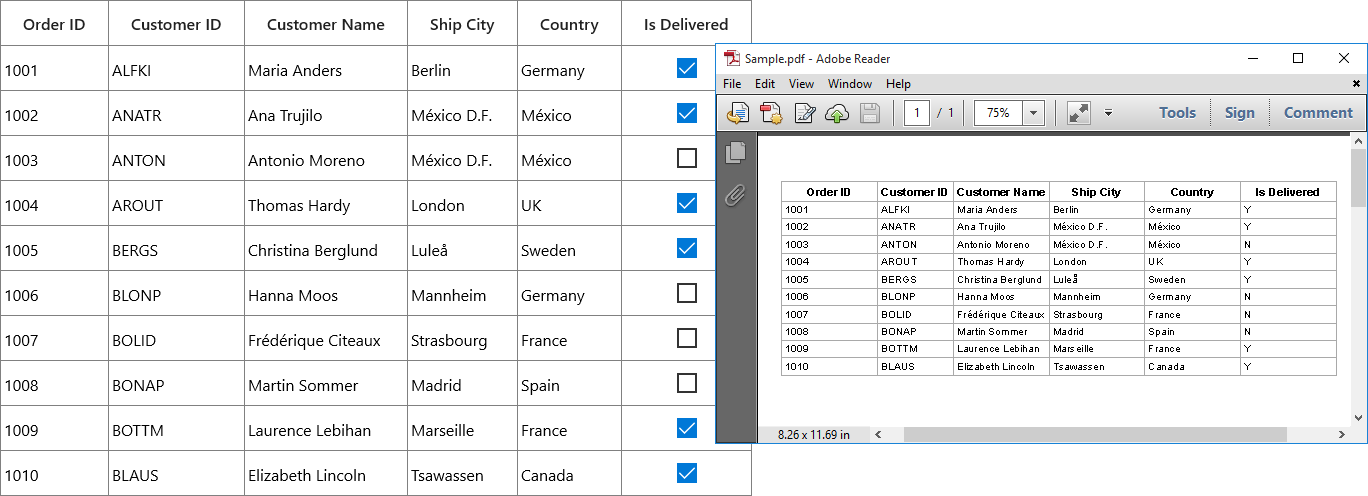 Order ID Customer ID Customer Name Ship City Country Is Delivered
1001 ALFKI Maria Anders Berlin Germany
1002 ANATR Ana Trujilo México D.F. México
1003 ANTON Antonio Moreno México D.F. México
1004 AROUT Thomas Hardy London UK
1005 BERGS Christina Berglund Luleå Sweden
1006 BLONP Hanna Moos Mannheim Germany
1007 BOLID Frédérique Citeaux Strasbourg France
1008 BONAP Martin Sommer Madrid Spain
1009 BOTTM Laurence Lebihan Marseille France
1010 BLAUS Elizabeth Lincoln Tsawassen Canada
Sample.pdf - Adobe Reader
File Edit View Window Help
1 / 1 75% Tools Sign Comment
Order ID Customer ID Customer Name Ship City Country Is Delivered
1001 ALFKI Maria Anders Berlin Germany Y
1002 ANATR Ana Trujilo México D.F. México Y
1003 ANTON Antonio Moreno México D.F. México N
1004 AROUT Thomas Hardy London UK Y
1005 BERGS Christina Berglund Luleå Sweden Y
1006 BLONP Hanna Moos Mannheim Germany N
1007 BOLID Frédérique Citeaux Strasbourg France N
1008 BONAP Martin Sommer Madrid Spain N
1009 BOTTM Laurence Lebihan Marseille France Y
1010 BLAUS Elizabeth Lincoln Tsawassen Canada Y
8.26 x 11.69 in